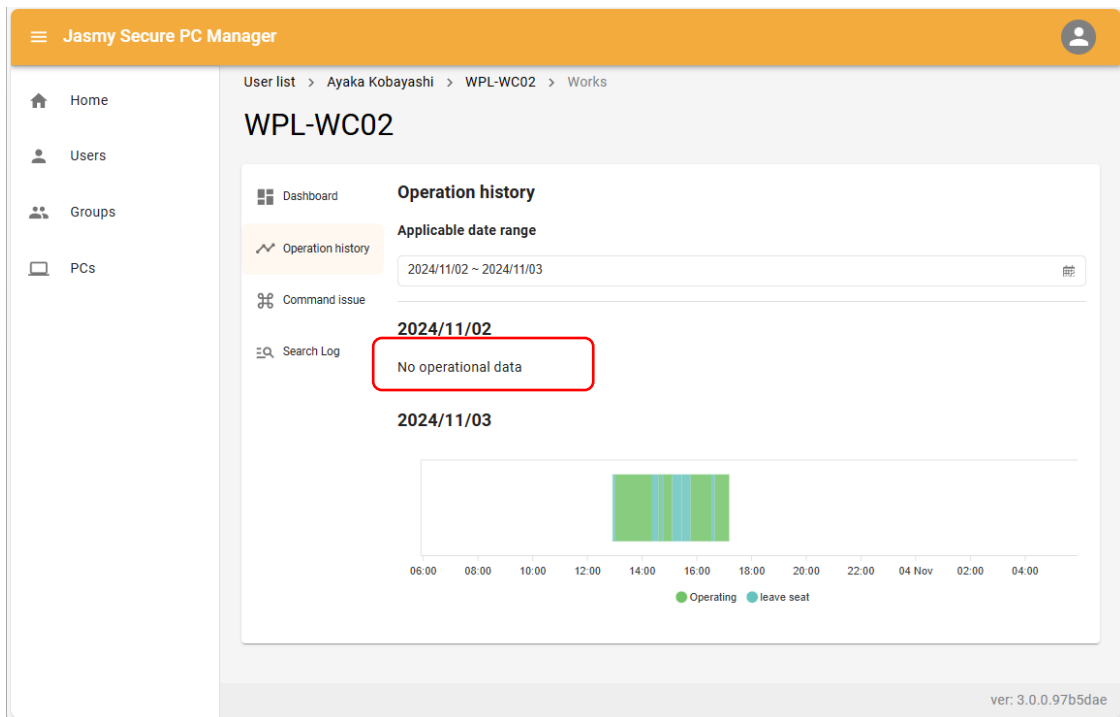 Jasmy Secure PC Manager
User list > Ayaka Kobayashi > WPL-WC02 > Works
Home
Users
Groups
PCs
WPL-WC02
Dashboard
Operation history
Command issue
Search Log
Operation history
Applicable date range
2024/11/02 ~ 2024/11/03
2024/11/02
No operational data
2024/11/03
06:00 08:00 10:00 12:00 14:00 16:00 18:00 20:00 22:00 04 Nov 02:00 04:00
Operating leave seat
ver: 3.0.0.97b5dae